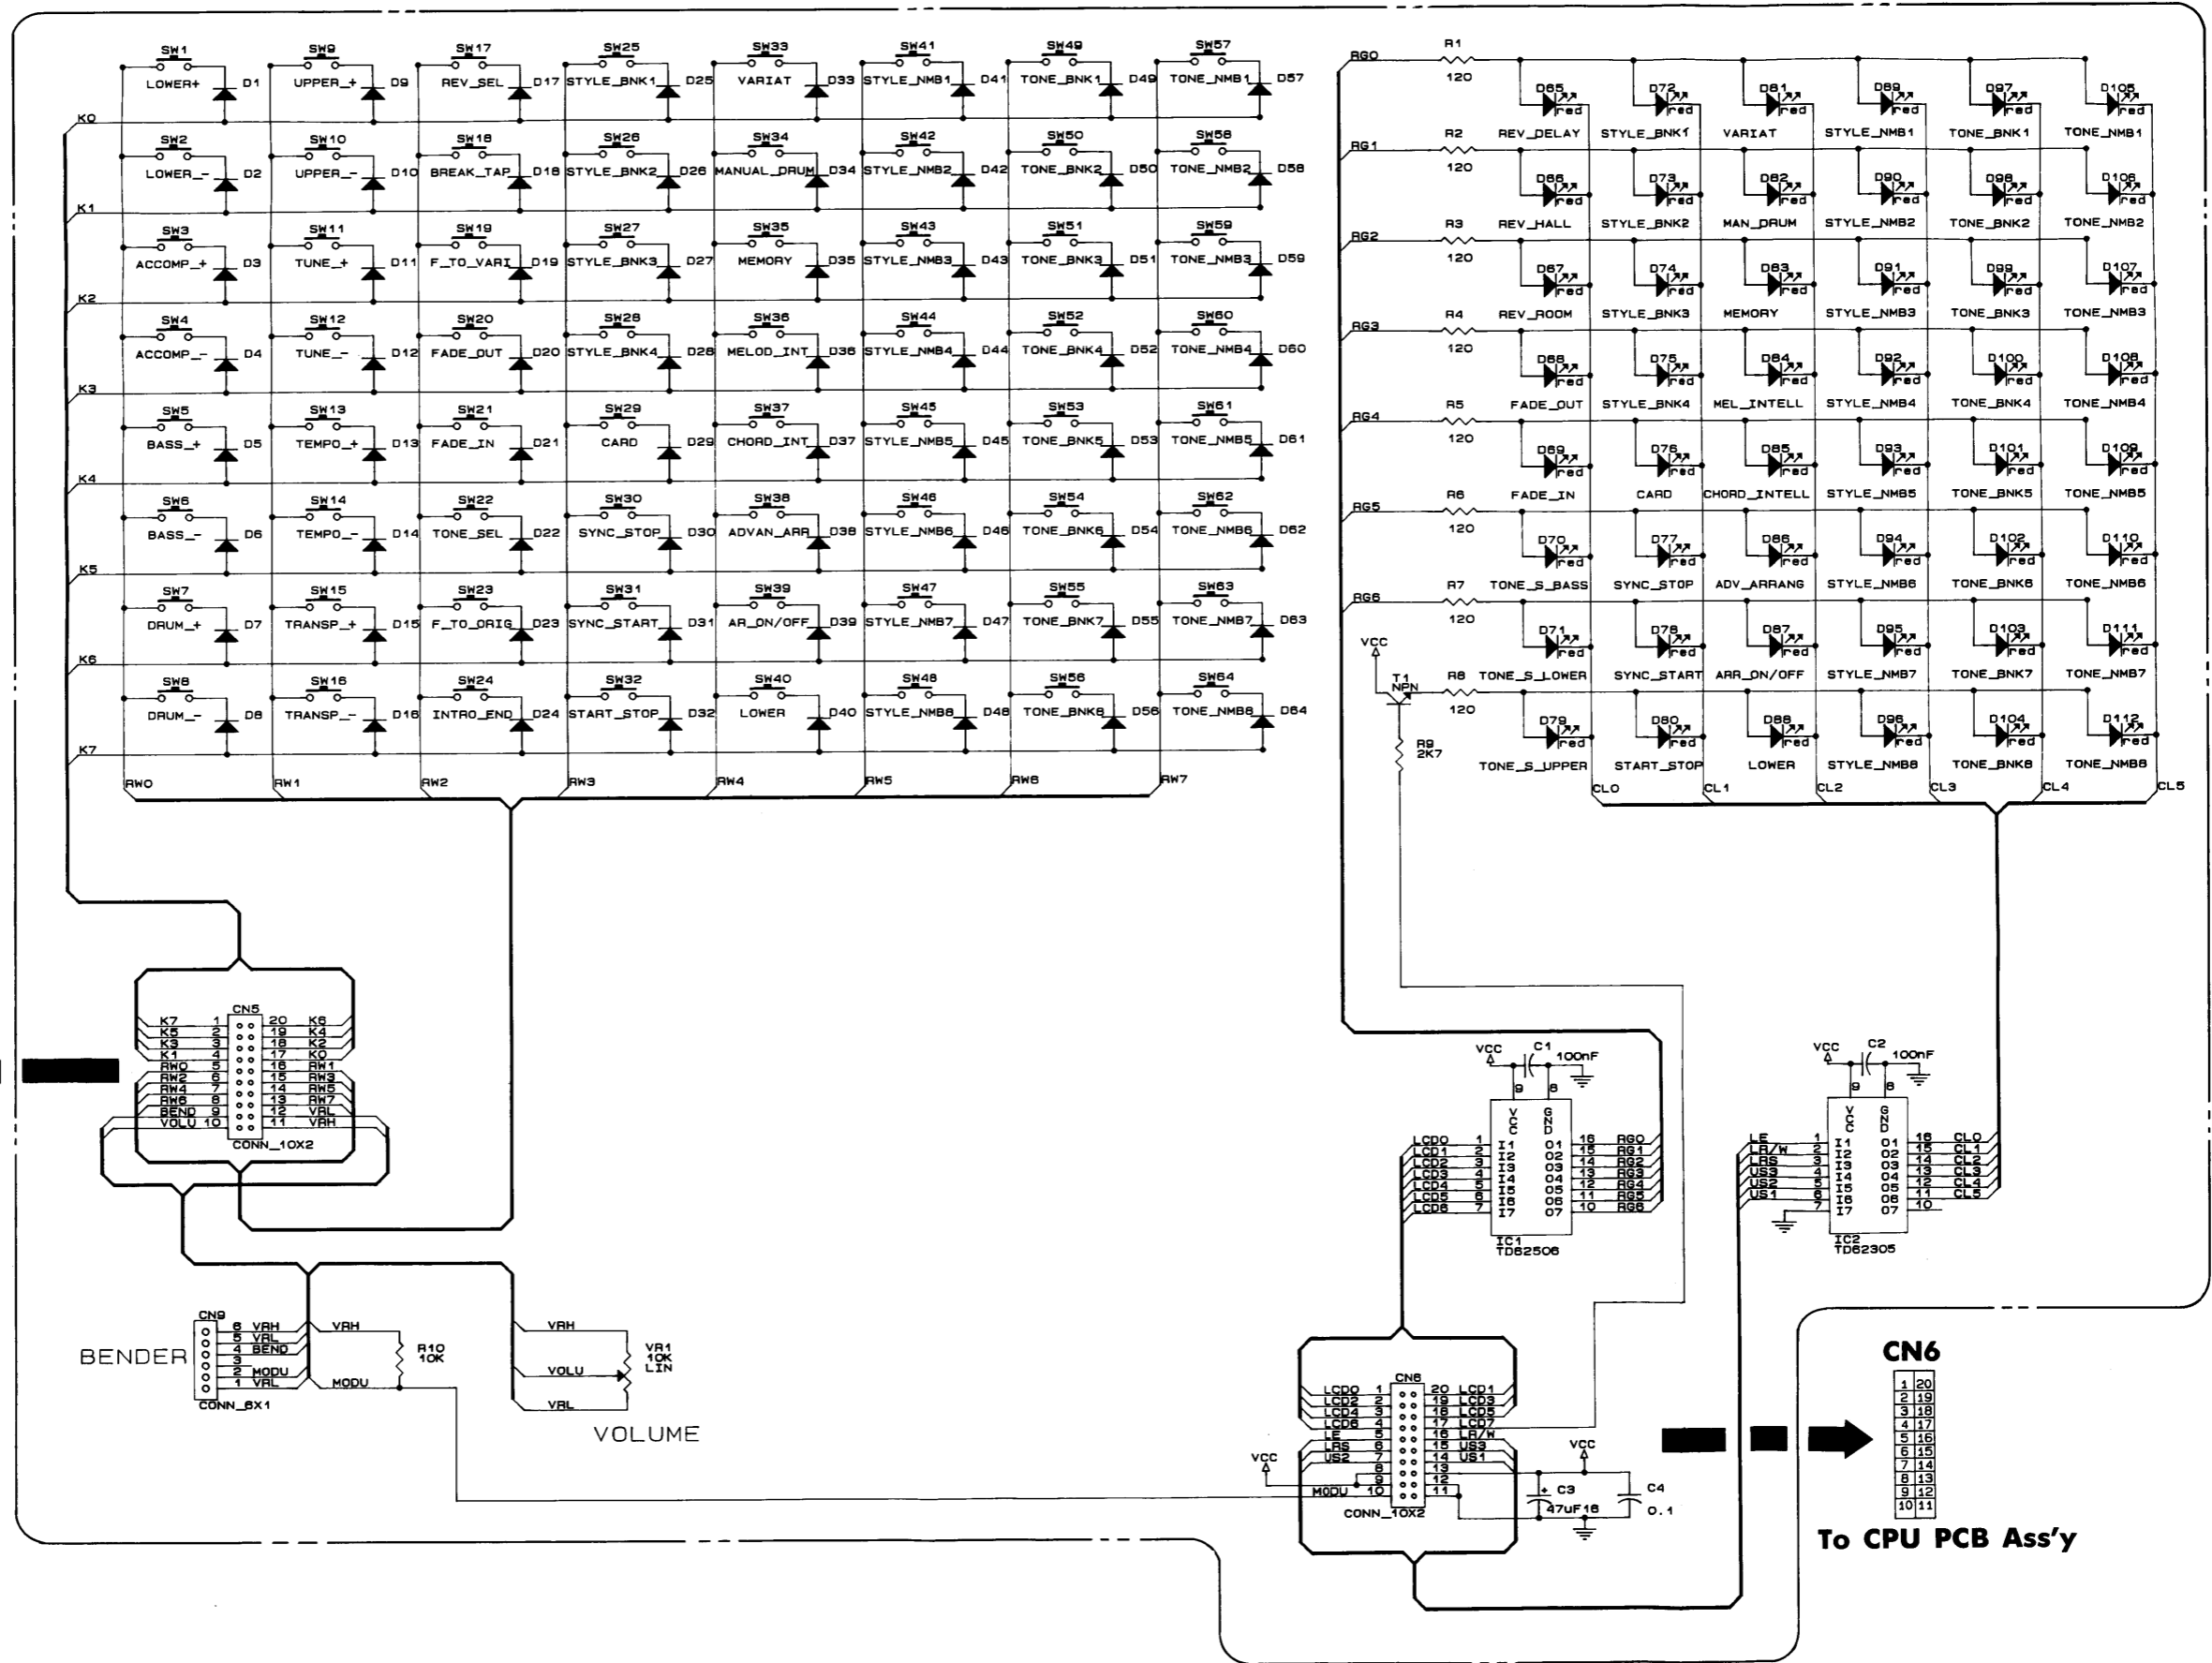 SW1 SW9 SW17 SW25 SW33 SW41 SW49 SW57
LOWER+ D1 UPPER_+ D9 REV_SEL D17 STYLE_BNK1 D25 VARIAT D33 STYLE_NMB1 D41 TONE_BNK1 D49 TONE_NMB1 D57
K0
SW2 SW10 SW18 SW26 SW34 SW42 SW50 SW58
LOWER_- D2 UPPER_- D10 BREAK_TAP D18 STYLE_BNK2 D26 MANUAL_DRUM D34 STYLE_NMB2 D42 TONE_BNK2 D50 TONE_NMB2 D58
K1
SW3 SW11 SW19 SW27 SW35 SW43 SW51 SW59
ACCOMP_+ D3 TUNE_+ D11 F_TO_VARI D19 STYLE_BNK3 D27 MEMORY D35 STYLE_NMB3 D43 TONE_BNK3 D51 TONE_NMB3 D59
K2
SW4 SW12 SW20 SW28 SW36 SW44 SW52 SW60
ACCOMP_- D4 TUNE_- D12 FADE_OUT D20 STYLE_BNK4 D28 MELOD_INT D36 STYLE_NMB4 D44 TONE_BNK4 D52 TONE_NMB4 D60
K3
SW5 SW13 SW21 SW29 SW37 SW45 SW53 SW61
BASS_+ D5 TEMPO_+ D13 FADE_IN D21 CARD D29 CHORD_INT D37 STYLE_NMB5 D45 TONE_BNK5 D53 TONE_NMB5 D61
K4
SW6 SW14 SW22 SW30 SW38 SW46 SW54 SW62
BASS_- D6 TEMPO_- D14 TONE_SEL D22 SYNC_STOP D30 ADVAN_ARR D38 STYLE_NMB6 D46 TONE_BNK6 D54 TONE_NMB6 D62
K5
SW7 SW15 SW23 SW31 SW39 SW47 SW55 SW63
DRUM_+ D7 TRANSP_+ D15 F_TO_ORIG D23 SYNC_START D31 AR_ON/OFF D39 STYLE_NMB7 D47 TONE_BNK7 D55 TONE_NMB7 D63
K6
SW8 SW16 SW24 SW32 SW40 SW48 SW56 SW64
DRUM_- D8 TRANSP_- D16 INTRO_END D24 START_STOP D32 LOWER D40 STYLE_NMB8 D48 TONE_BNK8 D56 TONE_NMB8 D64
K7
RW0 RW1 RW2 RW3 RW4 RW5 RW6 RW7
RG0 R1 120
D65 red D72 red D81 red D89 red D97 red D105 red
REV_DELAY STYLE_BNK1 VARIAT STYLE_NMB1 TONE_BNK1 TONE_NMB1
RG1 R2 120
D66 red D73 red D82 red D90 red D98 red D106 red
REV_HALL STYLE_BNK2 MAN_DRUM STYLE_NMB2 TONE_BNK2 TONE_NMB2
RG2 R3 120
D67 red D74 red D83 red D91 red D99 red D107 red
REV_ROOM STYLE_BNK3 MEMORY STYLE_NMB3 TONE_BNK3 TONE_NMB3
RG3 R4 120
D68 red D75 red D84 red D92 red D100 red D108 red
FADE_OUT STYLE_BNK4 MEL_INTELL STYLE_NMB4 TONE_BNK4 TONE_NMB4
RG4 R5 120
D69 red D76 red D85 red D93 red D101 red D109 red
FADE_IN CARD CHORD_INTELL STYLE_NMB5 TONE_BNK5 TONE_NMB5
RG5 R6 120
D70 red D77 red D86 red D94 red D102 red D110 red
TONE_S_BASS SYNC_STOP ADV_ARRANG STYLE_NMB6 TONE_BNK6 TONE_NMB6
RG6 R7 120
D71 red D78 red D87 red D95 red D103 red D111 red
TONE_S_LOWER SYNC_START ARR_ON/OFF STYLE_NMB7 TONE_BNK7 TONE_NMB7
VCC T1 NPN R8 120
D79 red D80 red D88 red D96 red D104 red D112 red
R9 2K7
TONE_S_UPPER START_STOP LOWER STYLE_NMB8 TONE_BNK8 TONE_NMB8
CL0 CL1 CL2 CL3 CL4 CL5
CN5
K7 1 20 K6
K5 2 19 K4
K3 3 18 K2
K1 4 17 K0
RW0 5 16 RW1
RW2 6 15 RW3
RW4 7 14 RW5
RW6 8 13 RW7
BEND 9 12 VRL
VOLU 10 11 VRH
CONN_10X2
VCC C1 100nF
9 8
VCC GND
LCD0 1 I1 O1 16 RG0
LCD1 2 I2 O2 15 RG1
LCD2 3 I3 O3 14 RG2
LCD3 4 I4 O4 13 RG3
LCD4 5 I5 O5 12 RG4
LCD5 6 I6 O6 11 RG5
LCD6 7 I7 O7 10 RG6
IC1
TD62506
VCC C2 100nF
9 8
VCC GND
LE 1 I1 O1 16 CL0
LR/W 2 I2 O2 15 CL1
LRS 3 I3 O3 14 CL2
US3 4 I4 O4 13 CL3
US2 5 I5 O5 12 CL4
US1 6 I6 O6 11 CL5
7 I7 O7 10
IC2
TD62305
BENDER
CN9
6 VRH
5 VRL
4 BEND
3
2 MODU
1 VRL
CONN_6X1
VRH
R10
10K
MODU
VRH
VOLU
VRL
VR1
10K
LIN
VOLUME
CN6
LCD0 1 20 LCD1
LCD2 2 19 LCD3
LCD4 3 18 LCD5
LCD6 4 17 LCD7
LE 5 16 LR/W
LRS 6 15 US3
US2 7 14 US1
VCC 8 13 VCC
9 12
MODU 10 11
CONN_10X2
C3
+
47uF16
C4
0.1
CN6
1 20
2 19
3 18
4 17
5 16
6 15
7 14
8 13
9 12
10 11
To CPU PCB Ass'y